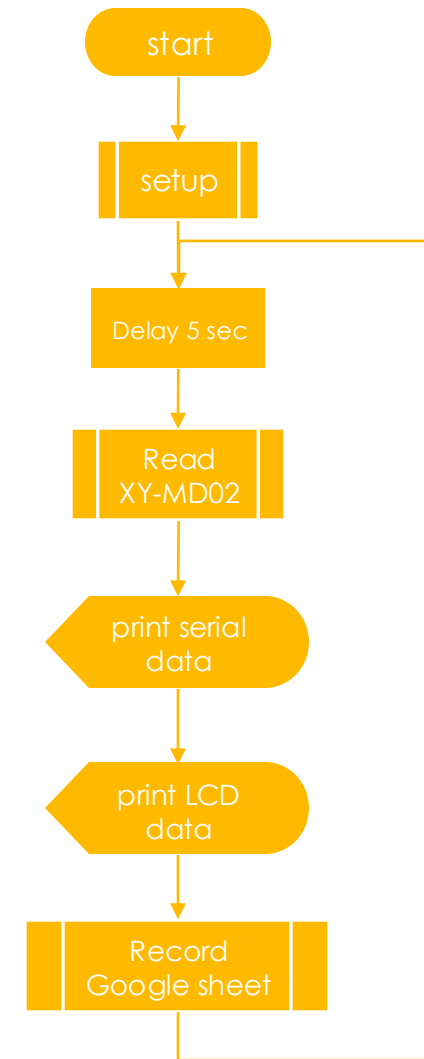 start
setup
Delay 5 sec
Read
XY-MD02
print serial
data
print LCD
data
Record
Google sheet